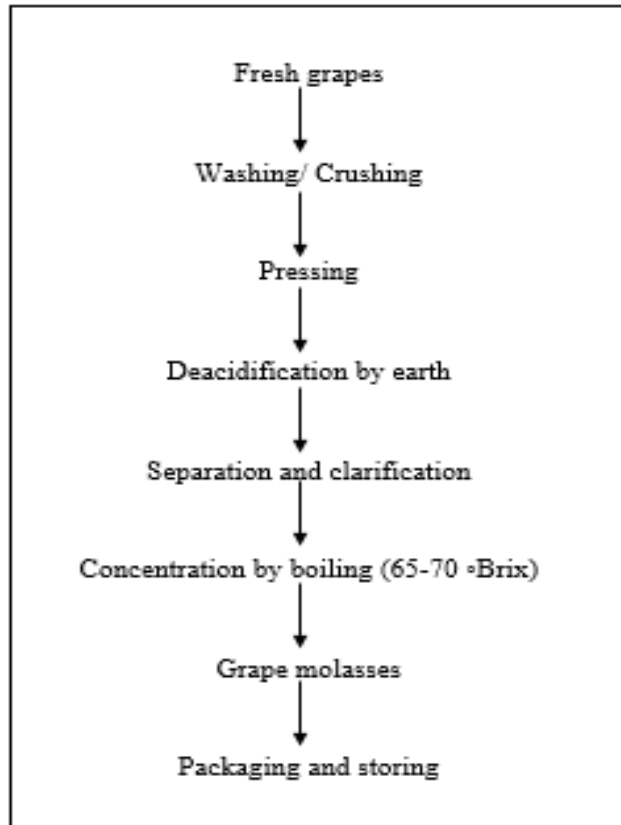 Fresh grapes
Washing/ Crushing
Pressing
Deacidification by earth
Separation and clarification
Concentration by boiling (65-70 ∘Brix)
Grape molasses
Packaging and storing